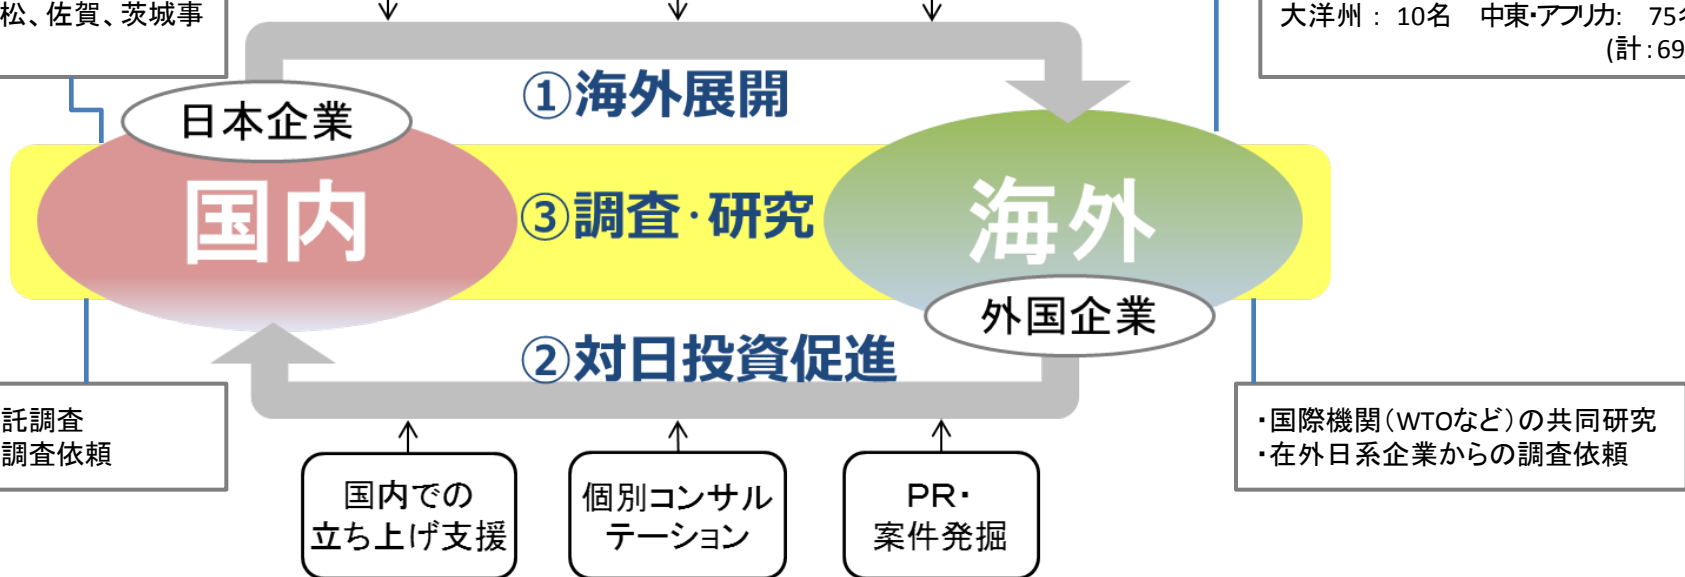 松、佐賀、茨城事
大洋州： 10名　中東・アフリカ:　75名
(計:69
①海外展開
日本企業
国内
③調査・研究
海外
外国企業
②対日投資促進
託調査
調査依頼
・国際機関（WTOなど）の共同研究
・在外日系企業からの調査依頼
国内での
立ち上げ支援
個別コンサル
テーション
PR・
案件発掘